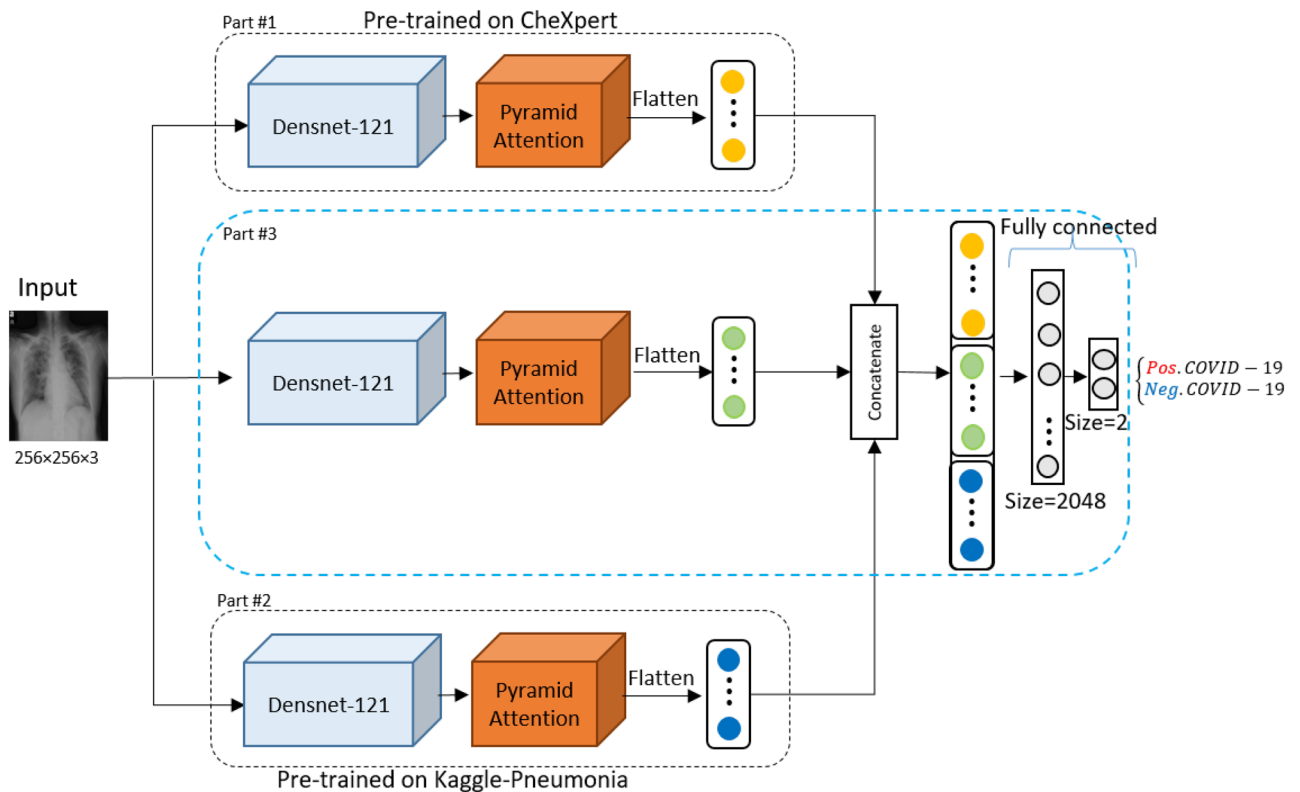 Part #1
Pre-trained on CheXpert
Densnet-121
Pyramid
Attention
Flatten
Part #3
Fully connected
Input
256×256×3
Densnet-121
Pyramid
Attention
Flatten
Concatenate
Size=2048
Size=2
Pos.COVID − 19
Neg.COVID − 19
Part #2
Densnet-121
Pyramid
Attention
Flatten
Pre-trained on Kaggle-Pneumonia